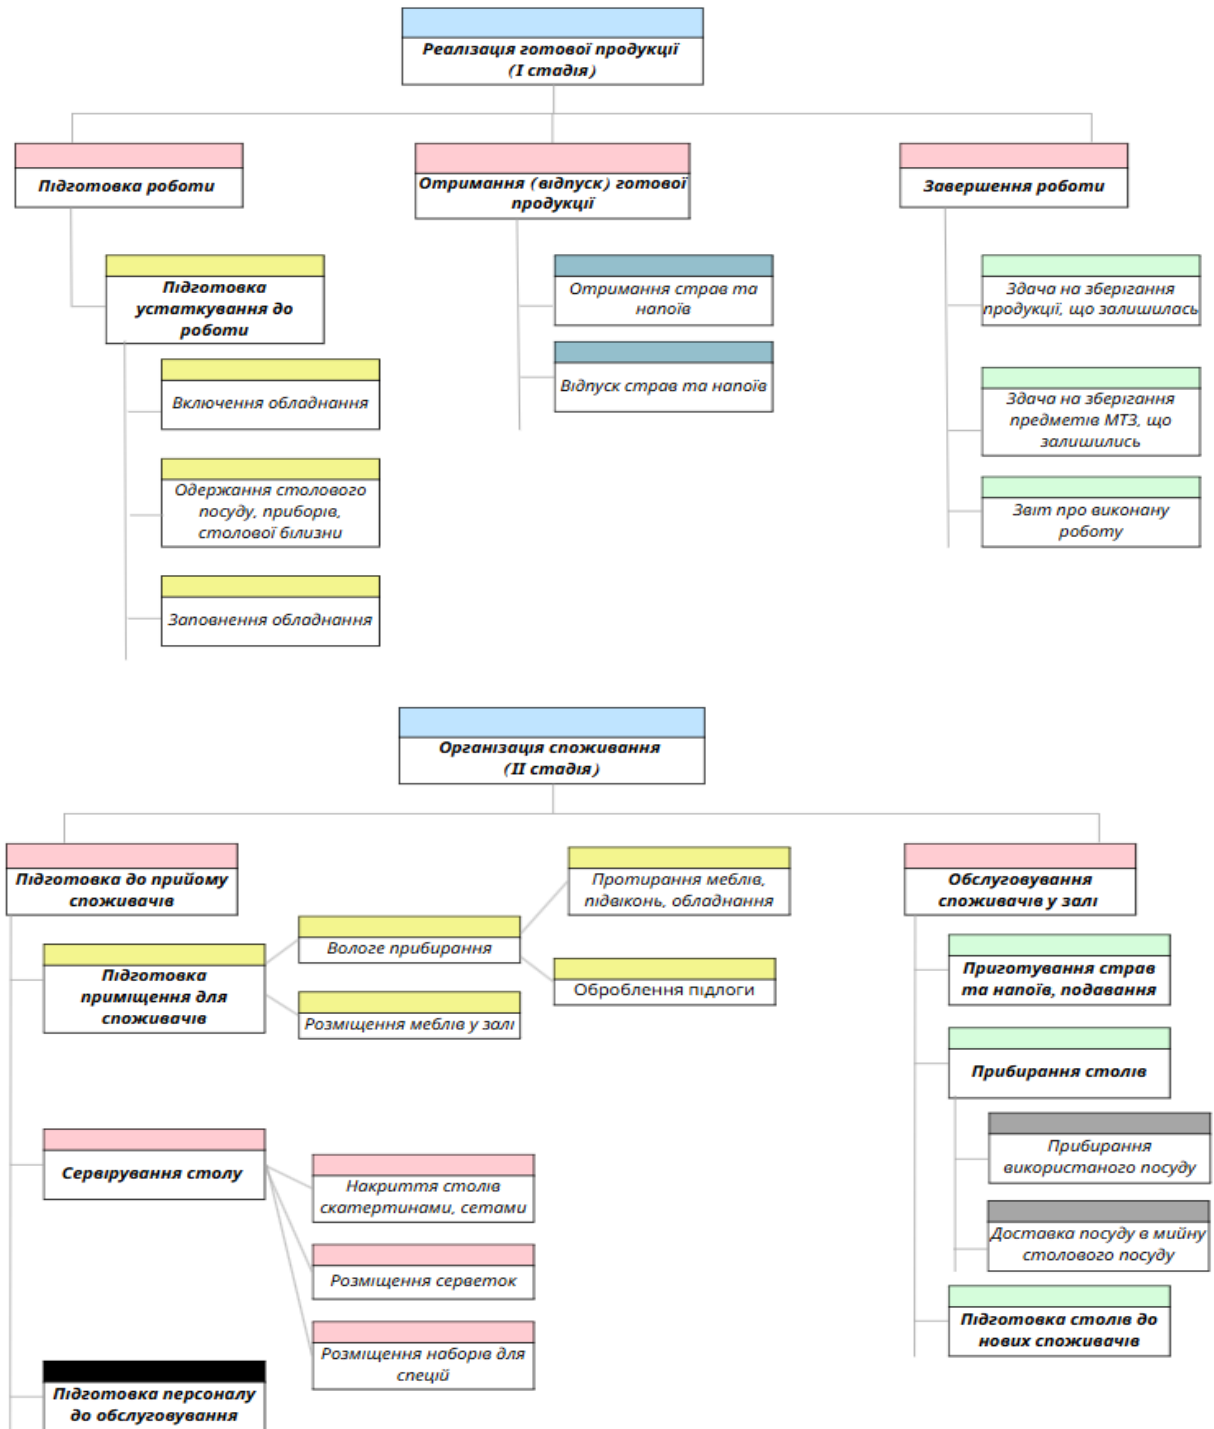 Реалізація готової продукції
(I стадія)
Підготовка роботи
Отримання (відпуск) готової
продукції
Завершення роботи
Підготовка
устаткування до
роботи
Включення обладнання
Одержання столового
посуду, приборів,
столової білизни
Заповнення обладнання
Отримання страв та
напоїв
Відпуск страв та напоїв
Здача на зберігання
продукції, що залишилась
Здача на зберігання
предметів МТЗ, що
залишились
Звіт про виконану
роботу
Організація споживання
(II стадія)
Підготовка до прийому
споживачів
Підготовка
приміщення для
споживачів
Вологе прибирання
Розміщення меблів у залі
Протирання меблів,
підвіконь, обладнання
Оброблення підлоги
Сервірування столу
Накриття столів
скатертинами, сетами
Розміщення серветок
Розміщення наборів для
спецій
Підготовка персоналу
до обслуговування
Обслуговування
споживачів у залі
Приготування страв
та напоїв, подавання
Прибирання столів
Прибирання
використаного посуду
Доставка посуду в мийну
столового посуду
Підготовка столів до
нових споживачів